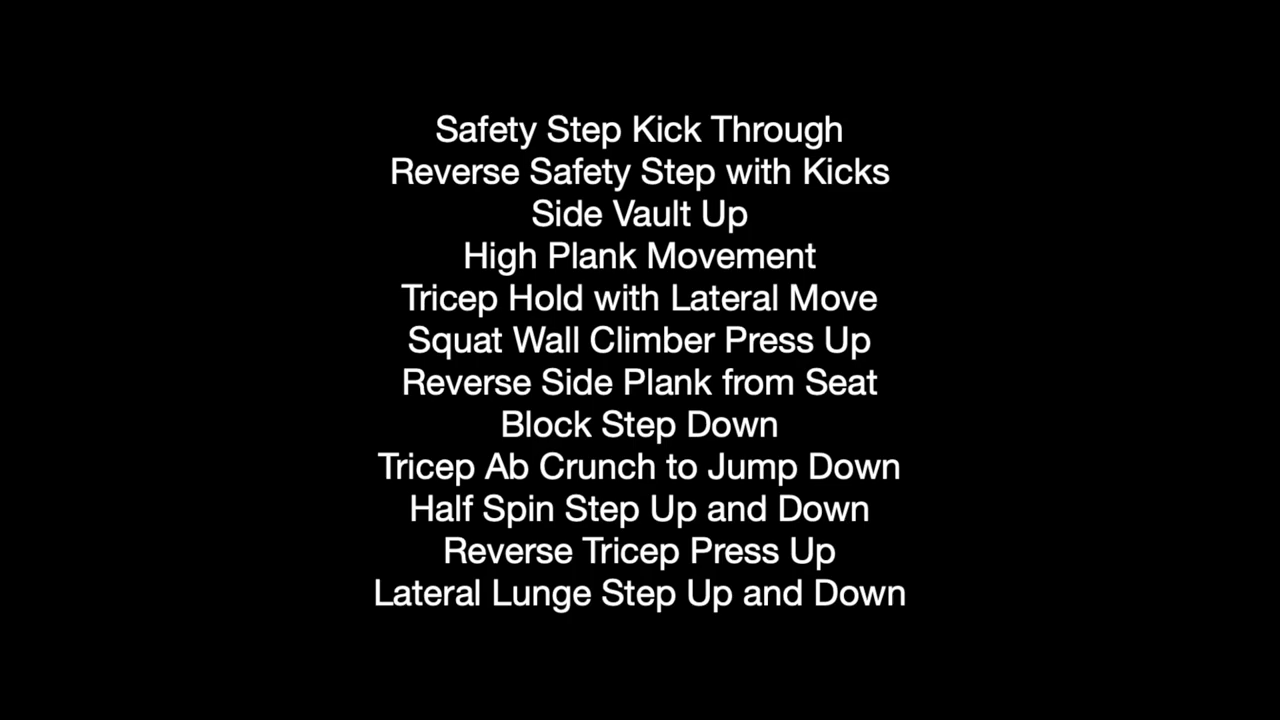 Safety Step Kick Through
Reverse Safety Step with Kicks
Side Vault Up
High Plank Movement
Tricep Hold with Lateral Move
Squat Wall Climber Press Up
Reverse Side Plank from Seat
Block Step Down
Tricep Ab Crunch to Jump Down
Half Spin Step Up and Down
Reverse Tricep Press Up
Lateral Lunge Step Up and Down